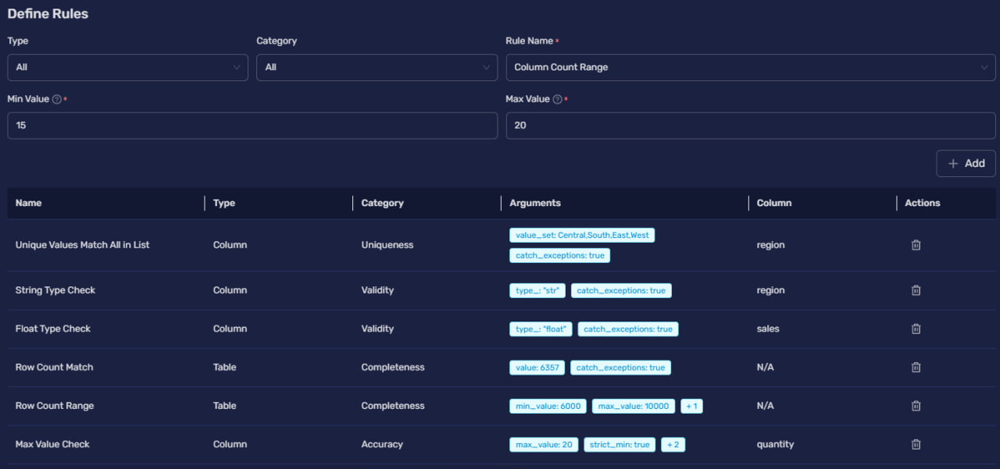 Define Rules
Type Category Rule Name *
All All Column Count Range
Min Value ? * Max Value ? *
15 20
+ Add
Name Type Category Arguments Column Actions
Unique Values Match All in List Column Uniqueness value_set: Central,South,East,West region
catch_exceptions: true
String Type Check Column Validity type_: "str" catch_exceptions: true region
Float Type Check Column Validity type_: "float" catch_exceptions: true sales
Row Count Match Table Completeness value: 6357 catch_exceptions: true N/A
Row Count Range Table Completeness min_value: 6000 max_value: 10000 + 1 N/A
Max Value Check Column Accuracy max_value: 20 strict_min: true + 2 quantity